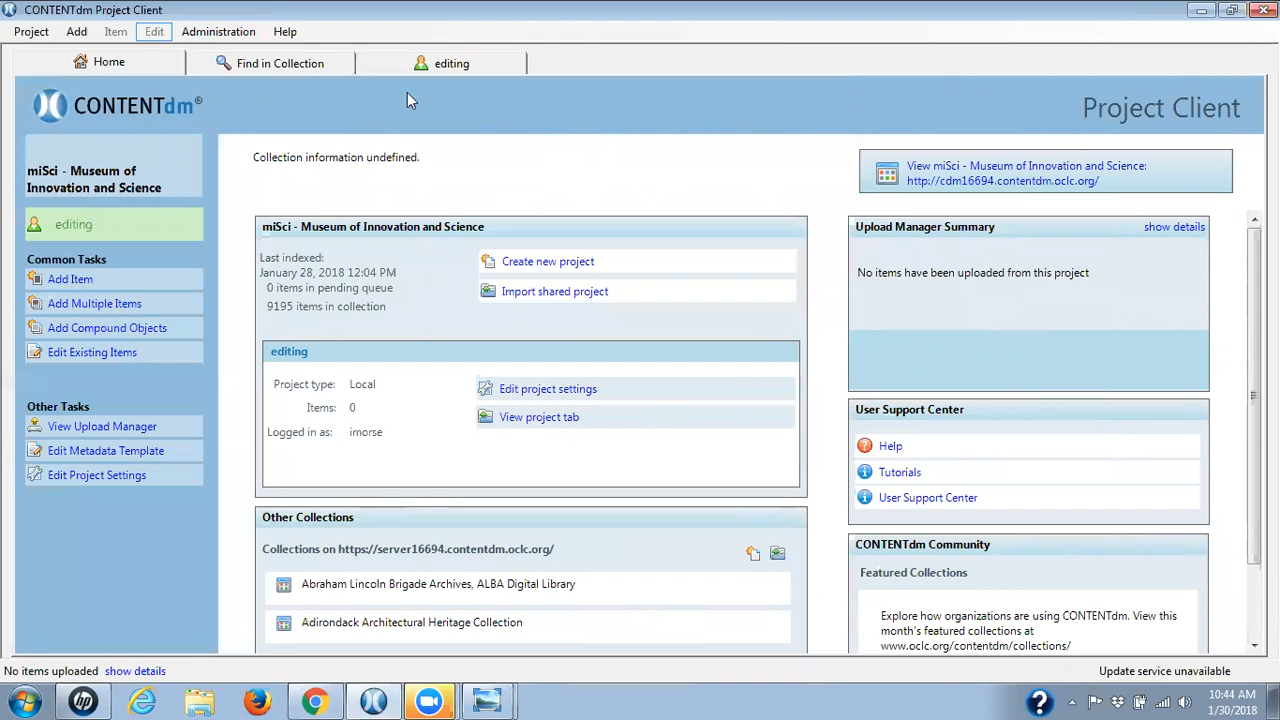 CONTENTdm Project Client
Project Add Item Edit Administration Help
Home Find in Collection editing
CONTENTdm® Project Client
miSci - Museum of
Innovation and Science
editing
Common Tasks
Add Item
Add Multiple Items
Add Compound Objects
Edit Existing Items
Other Tasks
View Upload Manager
Edit Metadata Template
Edit Project Settings
Collection information undefined.
View miSci - Museum of Innovation and Science:
http://cdm16694.contentdm.oclc.org/
miSci - Museum of Innovation and Science
Last indexed:
January 28, 2018 12:04 PM
0 items in pending queue
9195 items in collection
Create new project
Import shared project
editing
Project type: Local
Items: 0
Logged in as: imorse
Edit project settings
View project tab
Other Collections
Collections on https://server16694.contentdm.oclc.org/
Abraham Lincoln Brigade Archives, ALBA Digital Library
Adirondack Architectural Heritage Collection
Upload Manager Summary show details
No items have been uploaded from this project
User Support Center
Help
Tutorials
User Support Center
CONTENTdm Community
Featured Collections
Explore how organizations are using CONTENTdm. View this
month's featured collections at
www.oclc.org/contentdm/collections/
No items uploaded show details
Update service unavailable
10:44 AM
1/30/2018